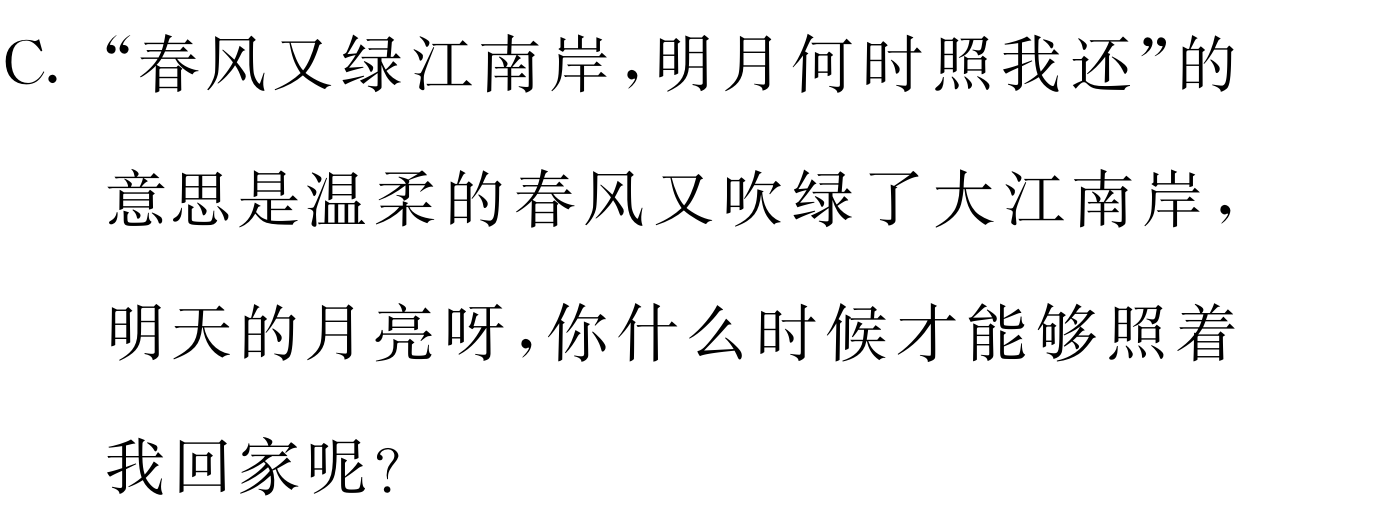 C. “春风又绿江南岸,明月何时照我还”的
意思是温柔的春风又吹绿了大江南岸,
明天的月亮呀,你什么时候才能够照着
我回家呢?